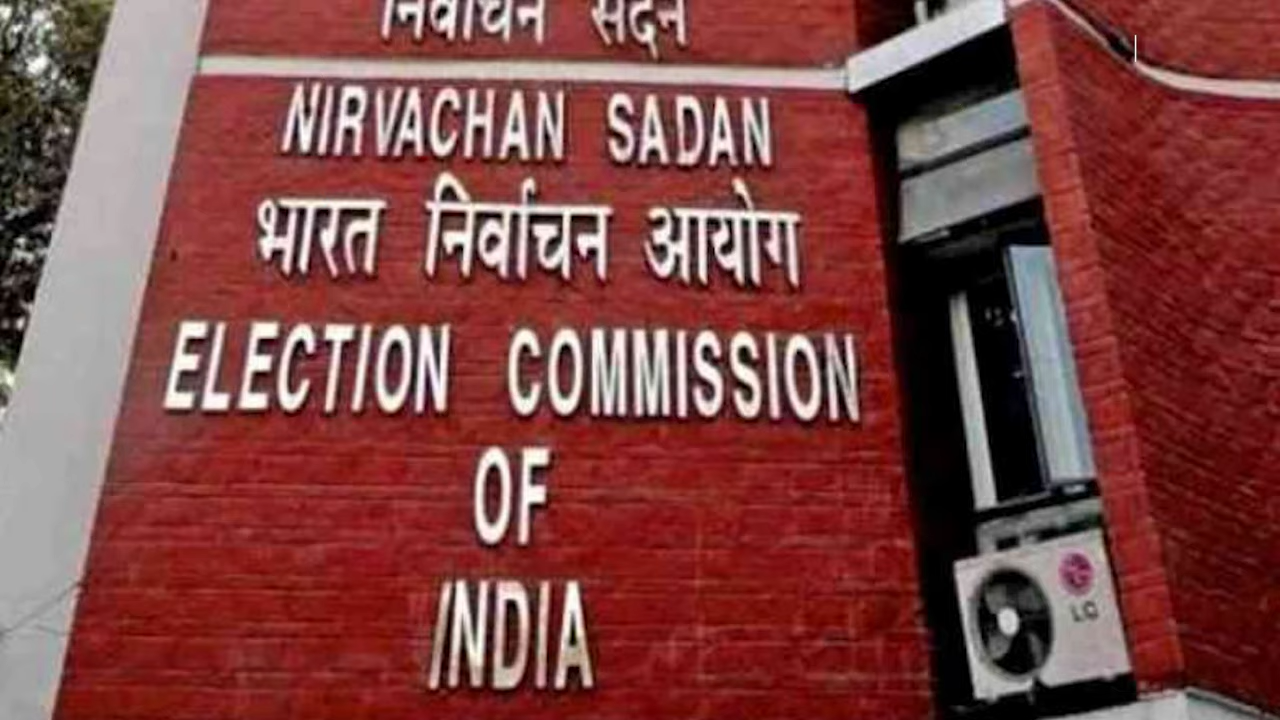 निर्वाचन सदन
NIRVACHAN SADAN
भारत निर्वाचन आयोग
ELECTION COMMISSION
OF
INDIA
LG